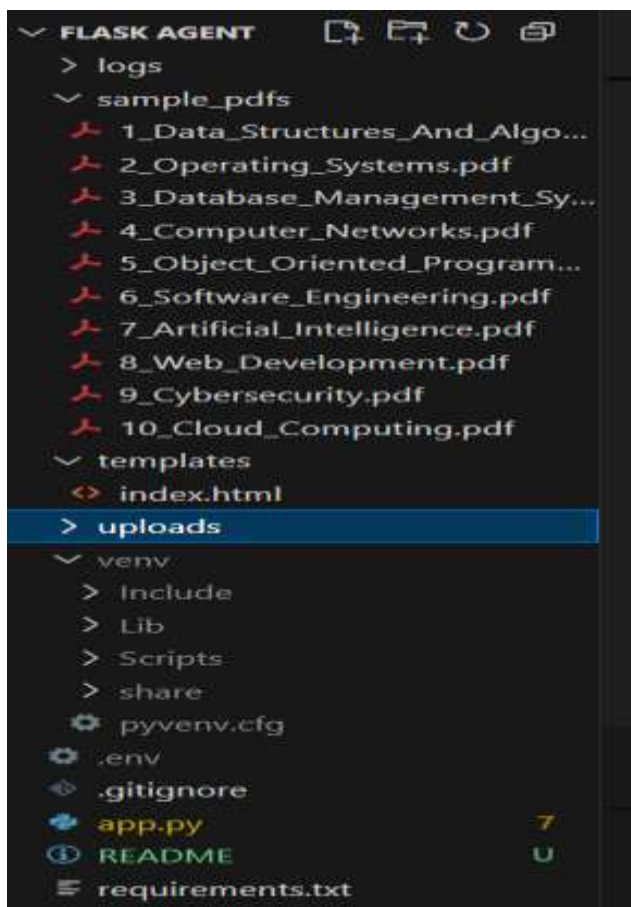 FLASK AGENT
logs
sample_pdfs
1_Data_Structures_And_Algo...
2_Operating_Systems.pdf
3_Database_Management_Sy...
4_Computer_Networks.pdf
5_Object_Oriented_Program...
6_Software_Engineering.pdf
7_Artificial_Intelligence.pdf
8_Web_Development.pdf
9_Cybersecurity.pdf
10_Cloud_Computing.pdf
templates
index.html
uploads
venv
Include
Lib
Scripts
share
pyvenv.cfg
.env
.gitignore
app.py 7
README U
requirements.txt